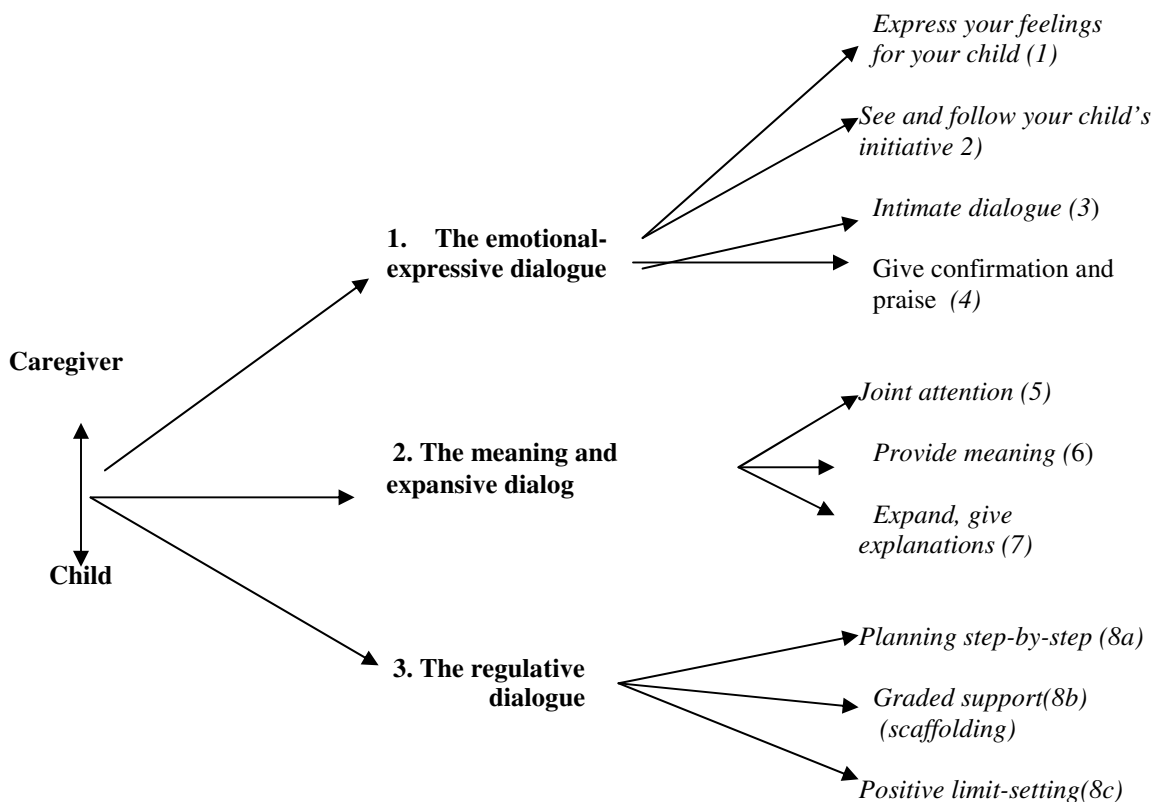 Express your feelings
for your child (1)
See and follow your child’s
initiative 2)
Intimate dialogue (3)
1. The emotional-
expressive dialogue
Give confirmation and
praise (4)
Caregiver
Child
Joint attention (5)
2. The meaning and
expansive dialog
Provide meaning (6)
Expand, give
explanations (7)
3. The regulative
dialogue
Planning step-by-step (8a)
Graded support(8b)
(scaffolding)
Positive limit-setting(8c)